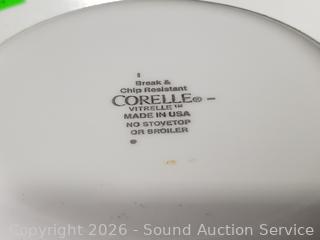 Break &
Chip Resistant
CORELLE® –
VITRELLE™
MADE IN USA
NO STOVETOP
OR BROILER
Copyright 2026 - Sound Auction Service